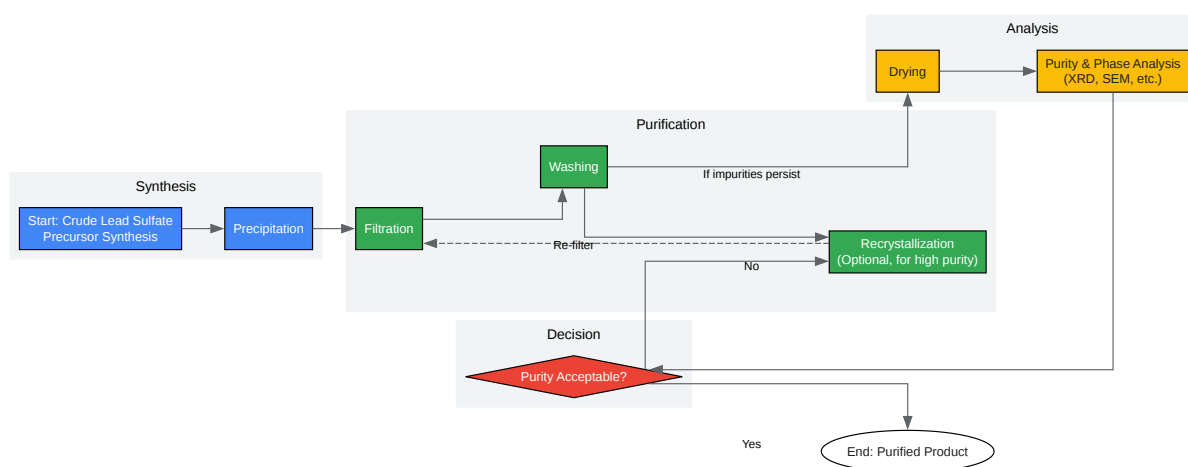 Analysis
Drying
Purity & Phase Analysis
(XRD, SEM, etc.)
Purification
Washing
If impurities persist
Synthesis
Start: Crude Lead Sulfate
Precursor Synthesis
Precipitation
Filtration
Re-filter
Recrystallization
(Optional, for high purity)
No
Decision
Purity Acceptable?
Yes
End: Purified Product